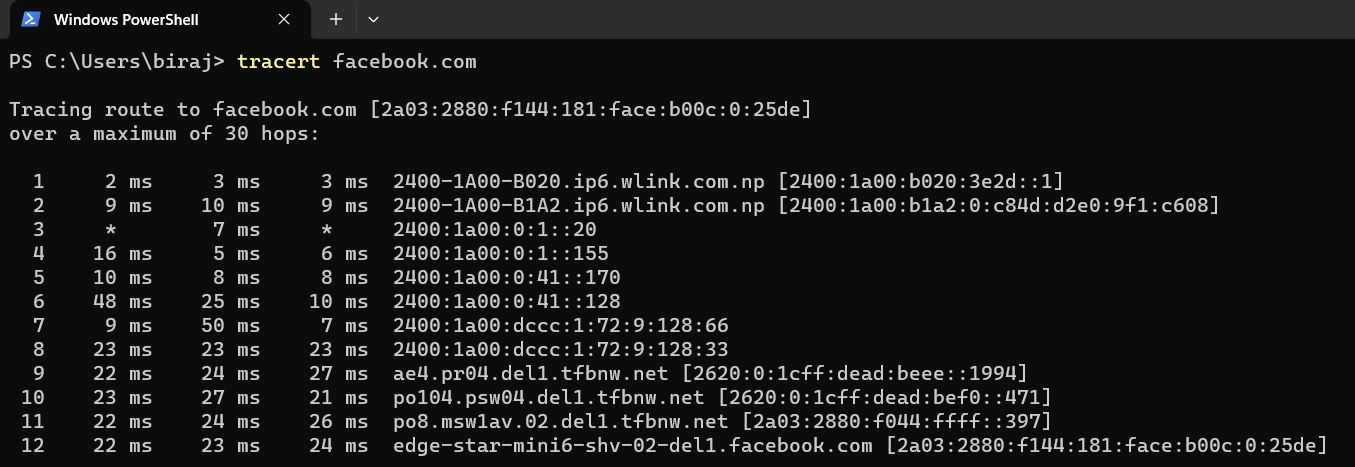 Windows PowerShell
PS C:\Users\biraj> tracert facebook.com
Tracing route to facebook.com [2a03:2880:f144:181:face:b00c:0:25de]
over a maximum of 30 hops:
1 2 ms 3 ms 3 ms 2400-1A00-B020.ip6.wlink.com.np [2400:1a00:b020:3e2d::1]
2 9 ms 10 ms 9 ms 2400-1A00-B1A2.ip6.wlink.com.np [2400:1a00:b1a2:0:c84d:d2e0:9f1:c608]
3 * 7 ms * 2400:1a00:0:1::20
4 16 ms 5 ms 6 ms 2400:1a00:0:1::155
5 10 ms 8 ms 8 ms 2400:1a00:0:41::170
6 48 ms 25 ms 10 ms 2400:1a00:0:41::128
7 9 ms 50 ms 7 ms 2400:1a00:dccc:1:72:9:128:66
8 23 ms 23 ms 23 ms 2400:1a00:dccc:1:72:9:128:33
9 22 ms 24 ms 27 ms ae4.pr04.del1.tfbnw.net [2620:0:1cff:dead:beee::1994]
10 23 ms 27 ms 21 ms po104.psw04.del1.tfbnw.net [2620:0:1cff:dead:bef0::471]
11 22 ms 24 ms 26 ms po8.msw1av.02.del1.tfbnw.net [2a03:2880:f044:ffff::397]
12 22 ms 23 ms 24 ms edge-star-mini6-shv-02-del1.facebook.com [2a03:2880:f144:181:face:b00c:0:25de]